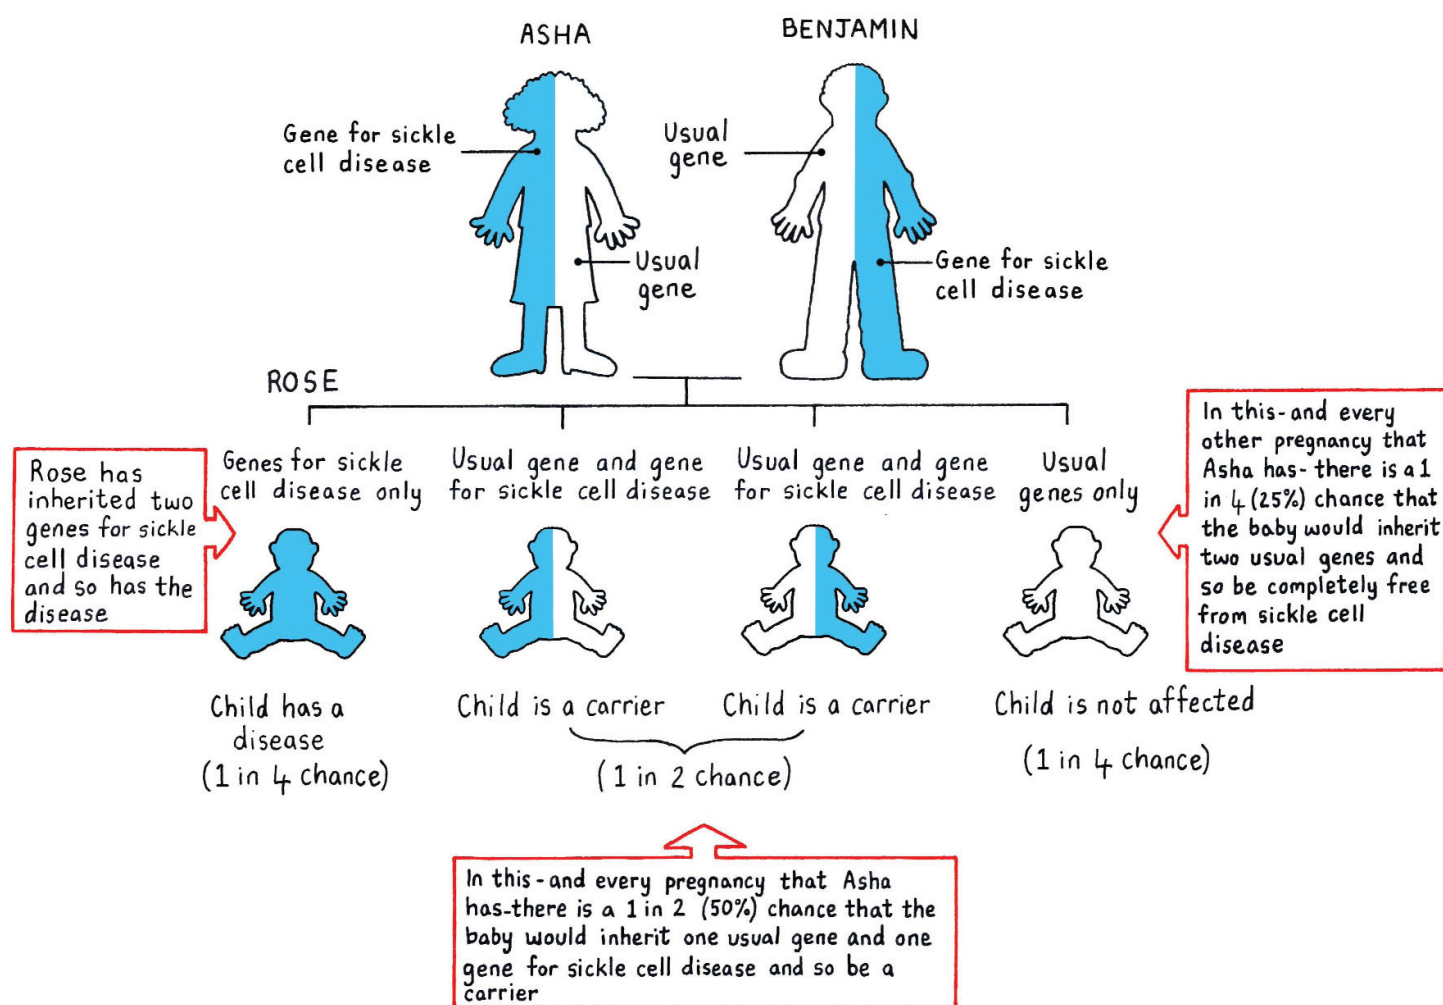 ASHA
BENJAMIN
Gene for sickle
cell disease
Usual
gene
Usual
gene
Gene for sickle
cell disease
ROSE
Rose has
inherited two
genes for sickle
cell disease
and so has the
disease
Genes for sickle
cell disease only
Usual gene and gene
for sickle cell disease
Usual gene and gene
for sickle cell disease
Usual
genes only
In this-and every
other pregnancy that
Asha has-there is a 1
in 4 (25%) chance that
the baby would inherit
two usual genes and
so be completely free
from sickle cell
disease
Child has a
disease
(1 in 4 chance)
Child is a carrier
Child is a carrier
(1 in 2 chance)
Child is not affected
(1 in 4 chance)
In this-and every pregnancy that Asha
has-there is a 1 in 2 (50%) chance that the
baby would inherit one usual gene and one
gene for sickle cell disease and so be a
carrier